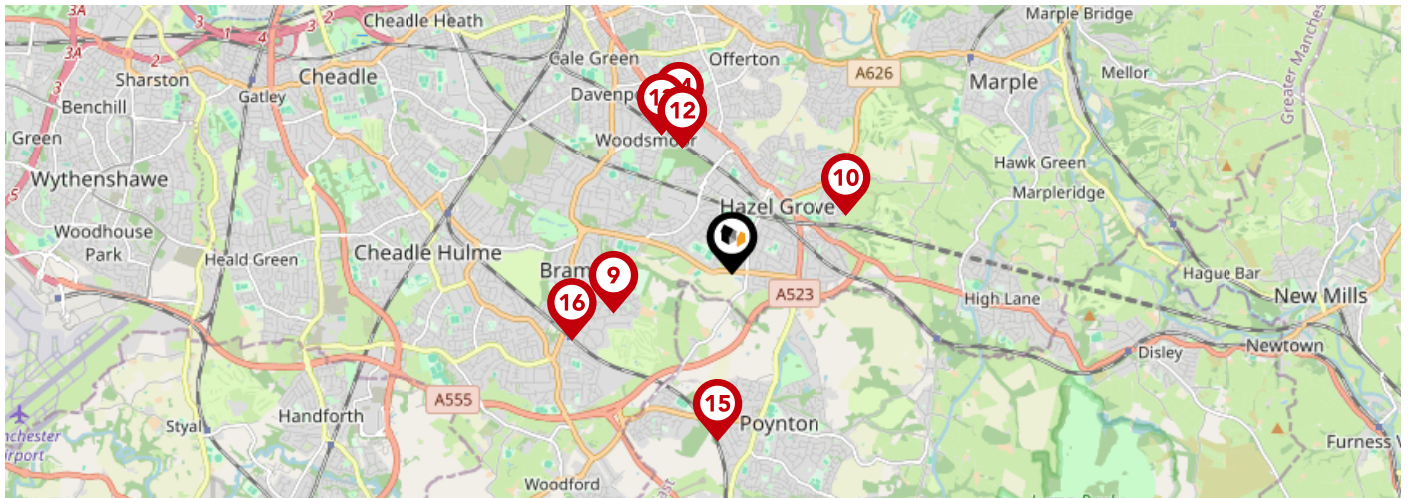 3A
3
2
Cheadle Heath
Marple Bridge
1
4
2
3A
Cale Green
Offerton
Sharston
Cheadle
A626
Marple
Mellor
Gatley
Benchill
12
Woodsmoor
Green
Hawk Green
Wythenshawe
10
Marpleridge
Hazel Grove
Woodhouse
Park
Heald Green
Cheadle Hulme
Bram
9
Hague Bar
16
A523
High Lane
New Mills
Disley
Newtown
A555
15
Handforth
Poynton
Styal
Furness
Woodford